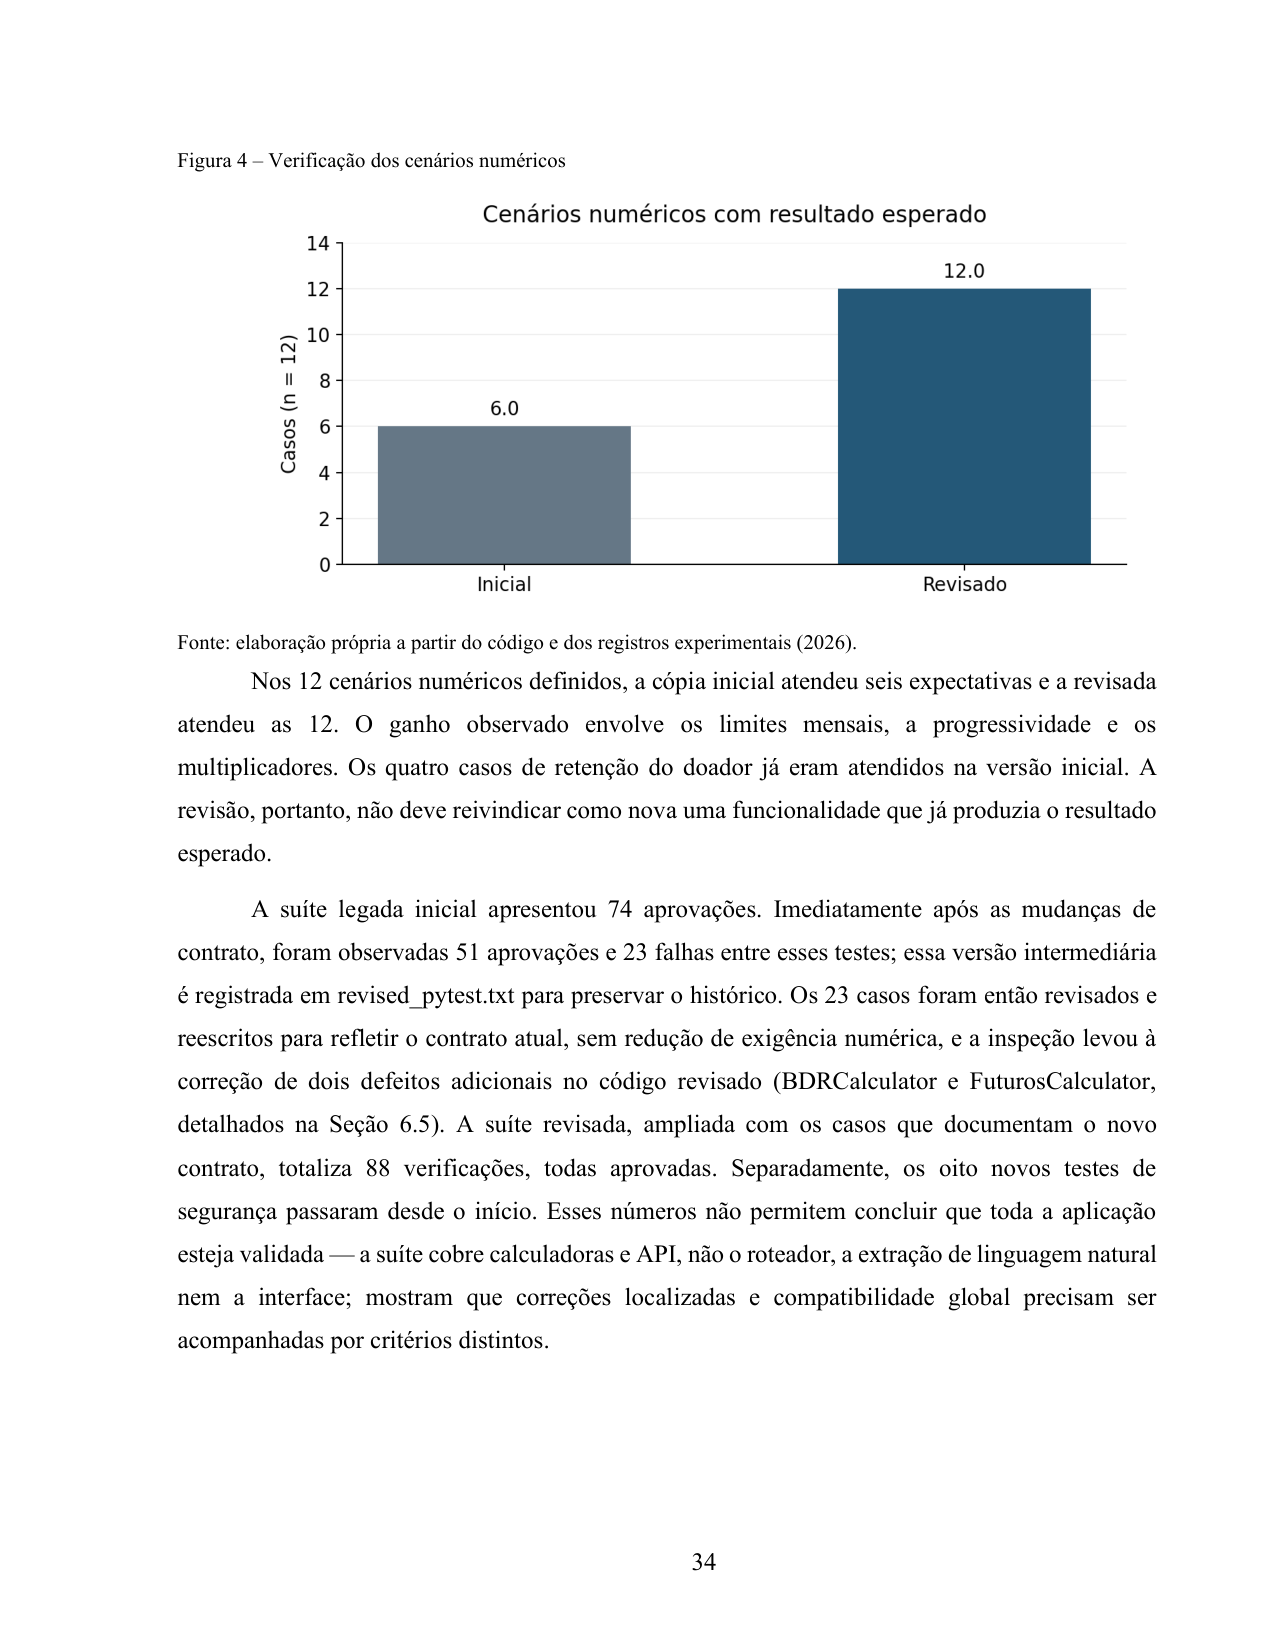 Figura 4 – Verificação dos cenários numéricos
Cenários numéricos com resultado esperado
14
12
10
8
6
4
2
0
Casos (n = 12)
6.0
12.0
Inicial
Revisado
Fonte: elaboração própria a partir do código e dos registros experimentais (2026).
Nos 12 cenários numéricos definidos, a cópia inicial atendeu seis expectativas e a revisada
atendeu as 12. O ganho observado envolve os limites mensais, a progressividade e os
multiplicadores. Os quatro casos de retenção do doador já eram atendidos na versão inicial. A
revisão, portanto, não deve reivindicar como nova uma funcionalidade que já produzia o resultado
esperado.
A suíte legada inicial apresentou 74 aprovações. Imediatamente após as mudanças de
contrato, foram observadas 51 aprovações e 23 falhas entre esses testes; essa versão intermediária
é registrada em revised_pytest.txt para preservar o histórico. Os 23 casos foram então revisados e
reescritos para refletir o contrato atual, sem redução de exigência numérica, e a inspeção levou à
correção de dois defeitos adicionais no código revisado (BDRCalculator e FuturosCalculator,
detalhados na Seção 6.5). A suíte revisada, ampliada com os casos que documentam o novo
contrato, totaliza 88 verificações, todas aprovadas. Separadamente, os oito novos testes de
segurança passaram desde o início. Esses números não permitem concluir que toda a aplicação
esteja validada — a suíte cobre calculadoras e API, não o roteador, a extração de linguagem natural
nem a interface; mostram que correções localizadas e compatibilidade global precisam ser
acompanhadas por critérios distintos.
34